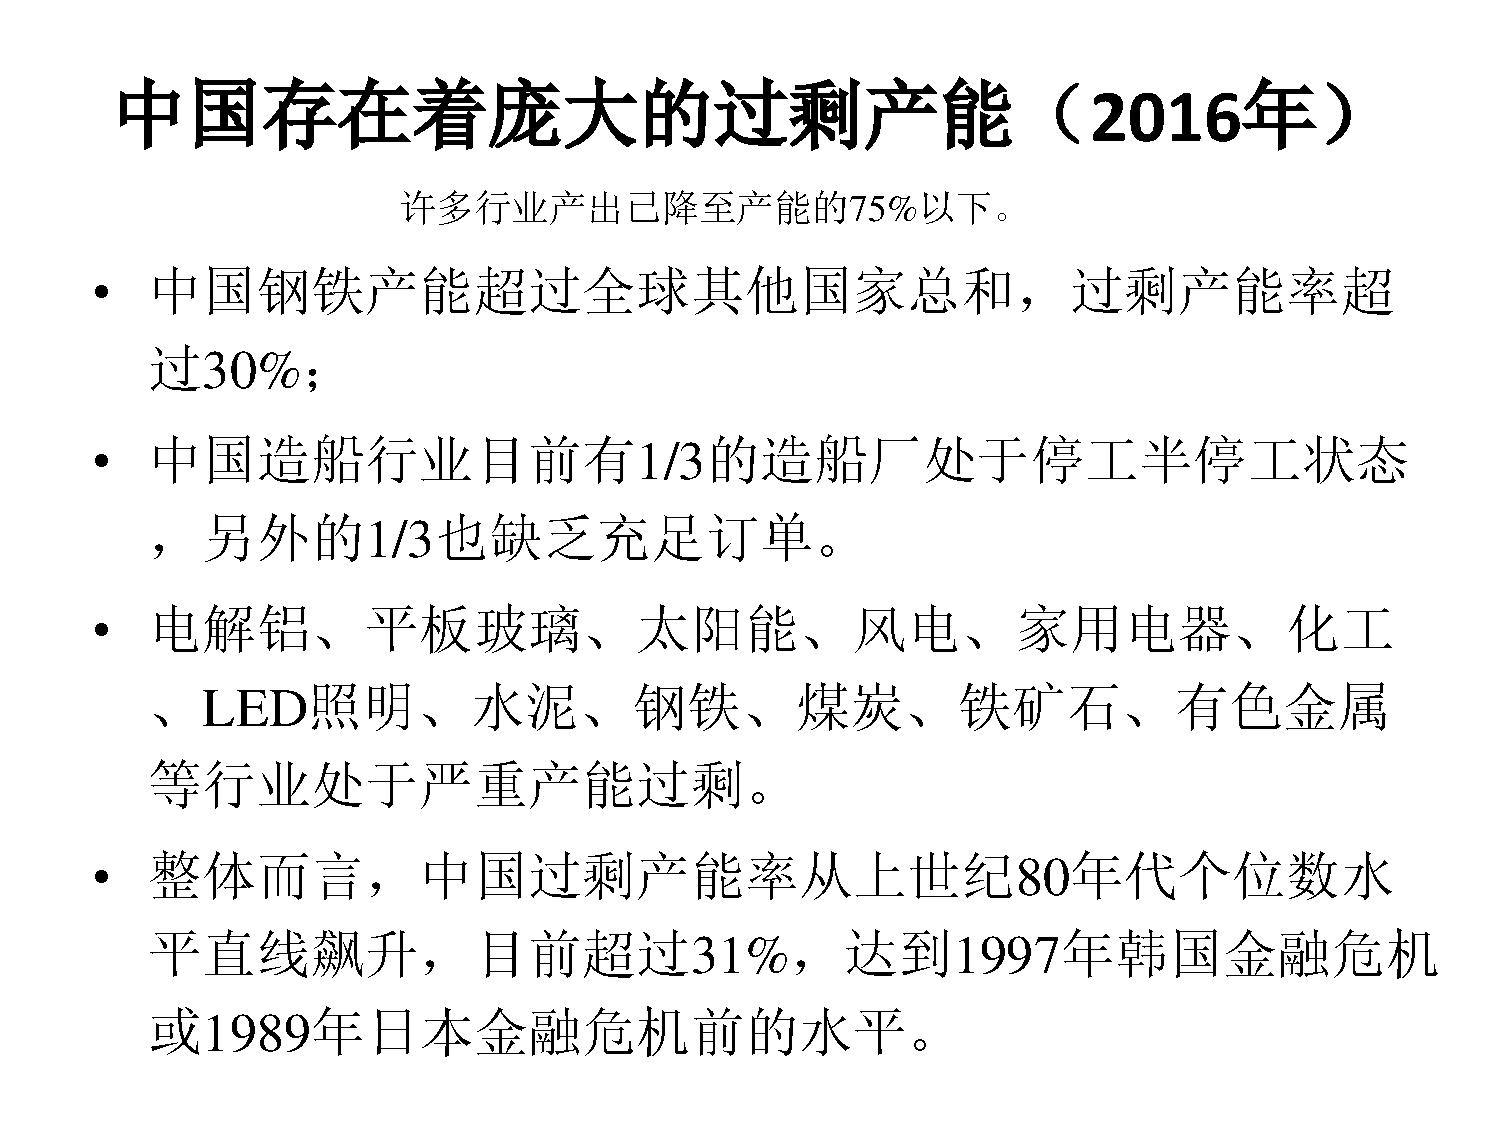 中国存在着庞大的过剩产能（2016年）
许多行业产出已降至产能的75%以下。
• 中国钢铁产能超过全球其他国家总和，过剩产能率超
过30%；
• 中国造船行业目前有1/3的造船厂处于停工半停工状态
，另外的1/3也缺乏充足订单。
• 电解铝、平板玻璃、太阳能、风电、家用电器、化工
、LED照明、水泥、钢铁、煤炭、铁矿石、有色金属
等行业处于严重产能过剩。
• 整体而言，中国过剩产能率从上世纪80年代个位数水
平直线飙升，目前超过31%，达到1997年韩国金融危机
或1989年日本金融危机前的水平。